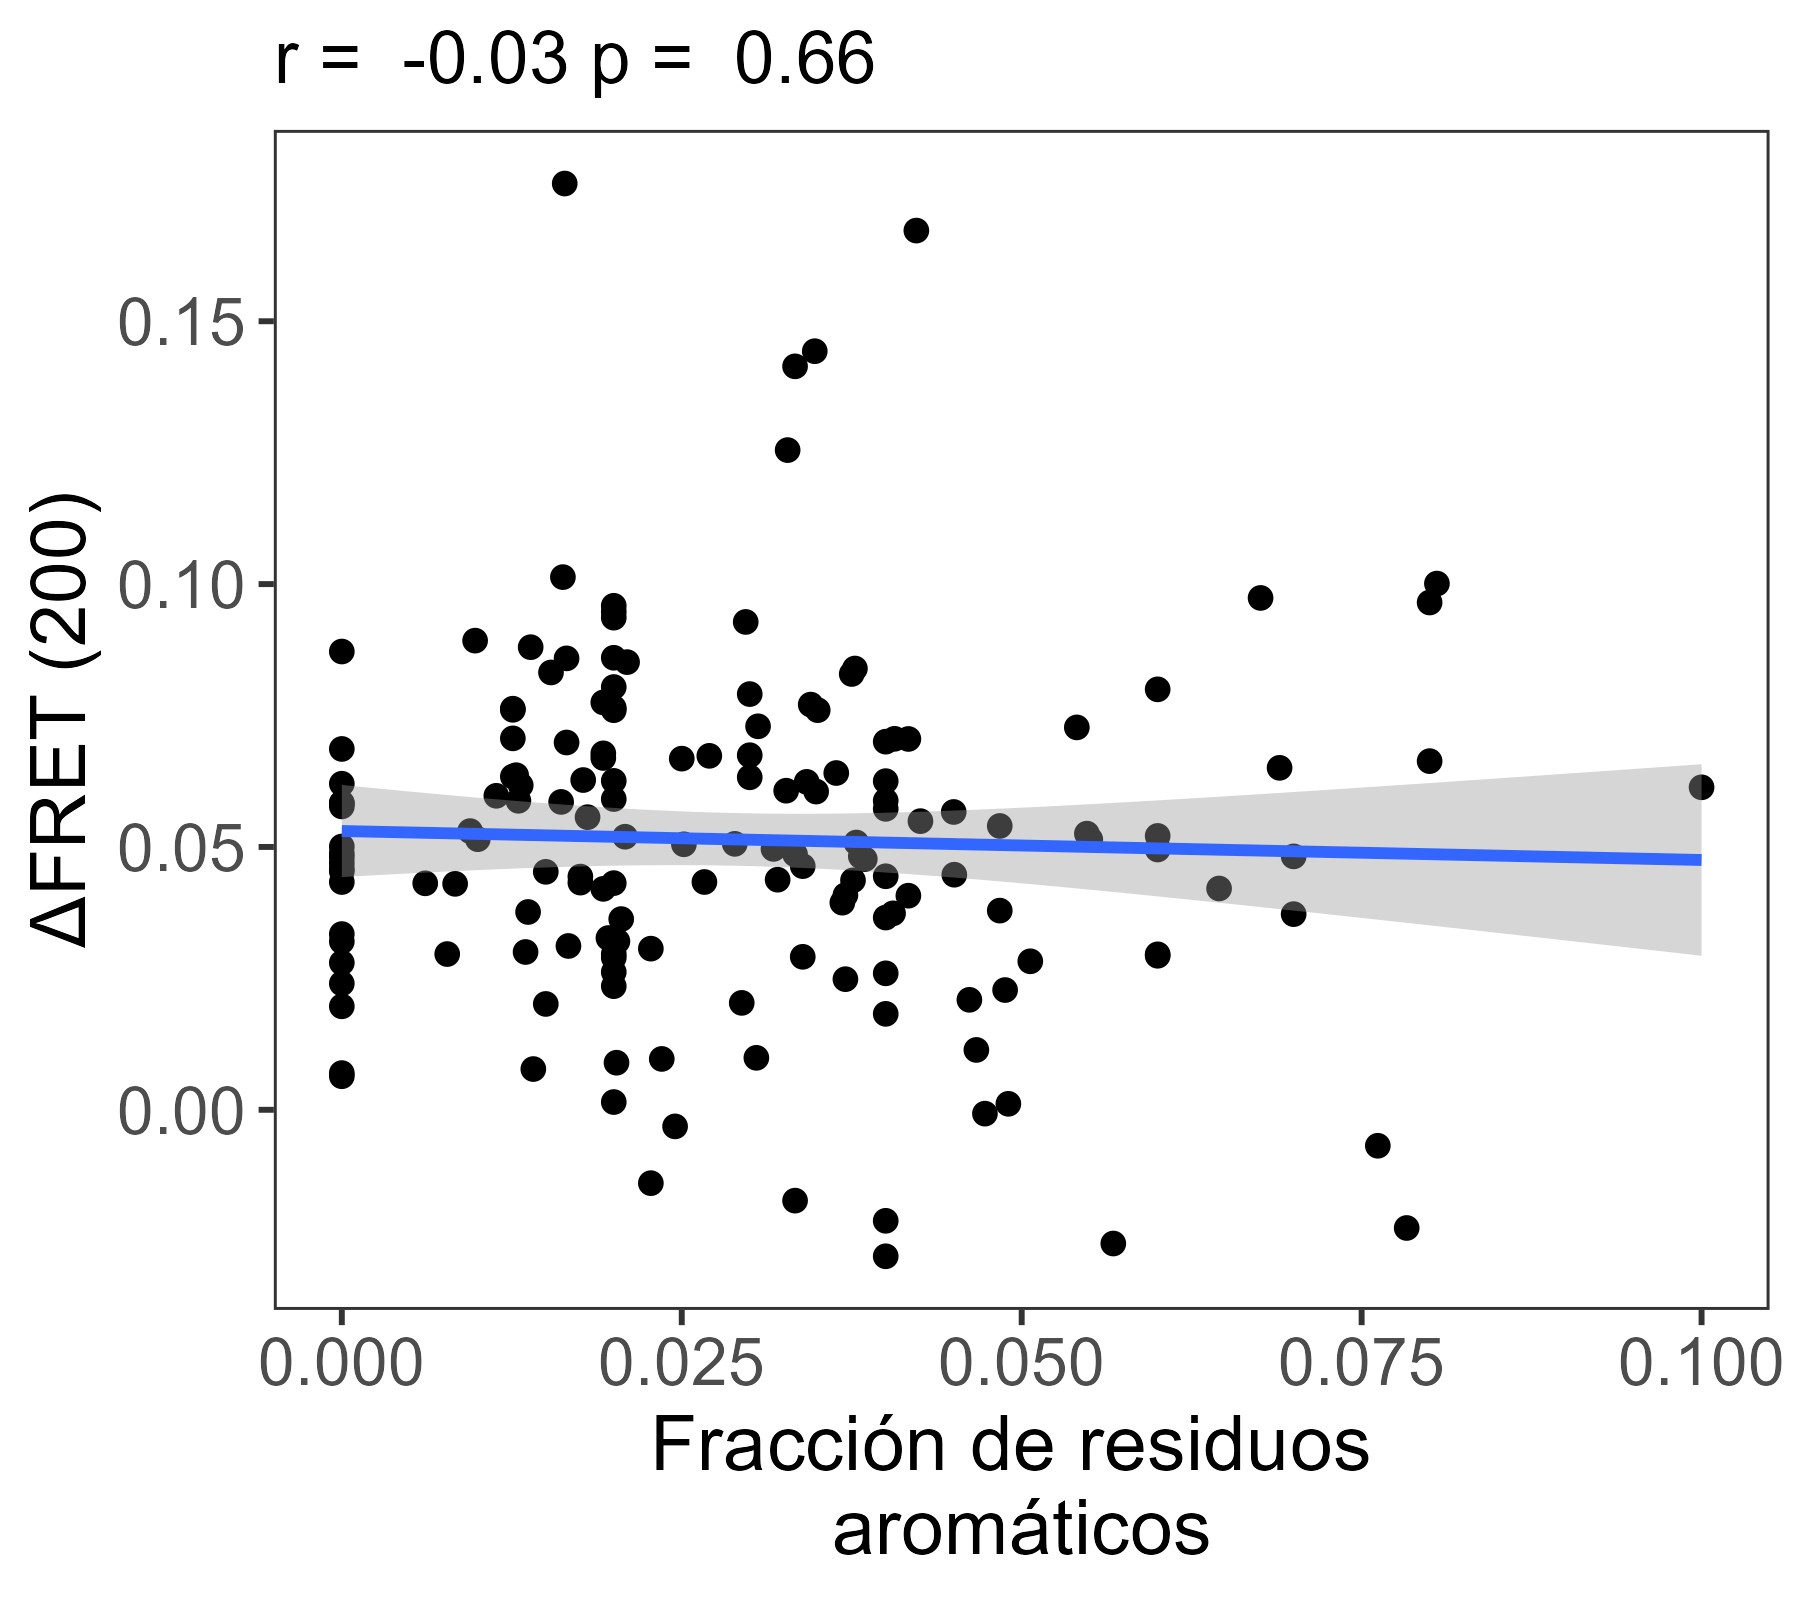 r = -0.03 p = 0.66
ΔFRET (200)
0.15
0.10
0.05
0.00
0.000 0.025 0.050 0.075 0.100
Fracción de residuos
aromáticos